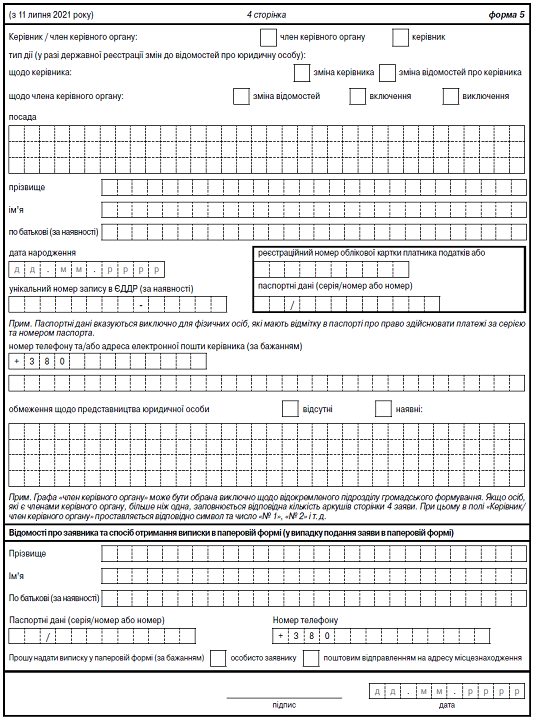 (з 11 липня 2021 року) 4 сторінка форма 5
Керівник / член керівного органу: член керівного органу керівник
тип дії (у разі державної реєстрації змін до відомостей про юридичну особу):
щодо керівника: зміна керівника зміна відомостей про керівника
щодо члена керівного органу: зміна відомостей включення виключення
посада
прізвище
ім'я
по батькові (за наявності)
дата народження
дд.мм.рррр
реєстраційний номер облікової картки платника податків або
унікальний номер запису в ЄДДР (за наявності)
-
паспортні дані (серія/номер або номер)
/
Прим. Паспортні дані вказуються виключно для фізичних осіб, які мають відмітку в паспорті про право здійснювати платежі за серією
та номером паспорта.
номер телефону та/або адреса електронної пошти керівника (за бажанням)
+380
обмеження щодо представництва юридичної особи відсутні наявні:
Прим. Графа «член керівного органу» може бути обрана виключно щодо відокремленого підрозділу громадського формування. Якщо осіб,
які є членами керівного органу, більше ніж одна, заповнюється відповідна кількість аркушів сторінки 4 заяви. При цьому в полі «Керівник/
член керівного органу» проставляється відповідно символ та число «№ 1», «№ 2» і т. д.
Відомості про заявника та спосіб отримання виписки в паперовій формі (у випадку подання заяви в паперовій формі)
Прізвище
Ім'я
По батькові (за наявності)
Паспортні дані (серія/номер або номер) Номер телефону
/ +380
Прошу надати виписку у паперовій формі (за бажанням) особисто заявнику поштовим відправленням на адресу місцезнаходження
дд.мм.рррр
підпис дата